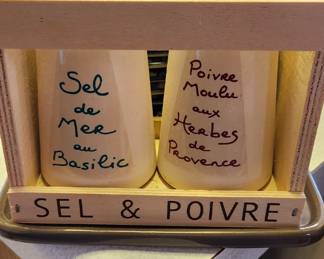 Sel
de
Mer
au
Basilic
Poivre
Moulu
aux
Herbes
de
Provence
SEL & POIVRE